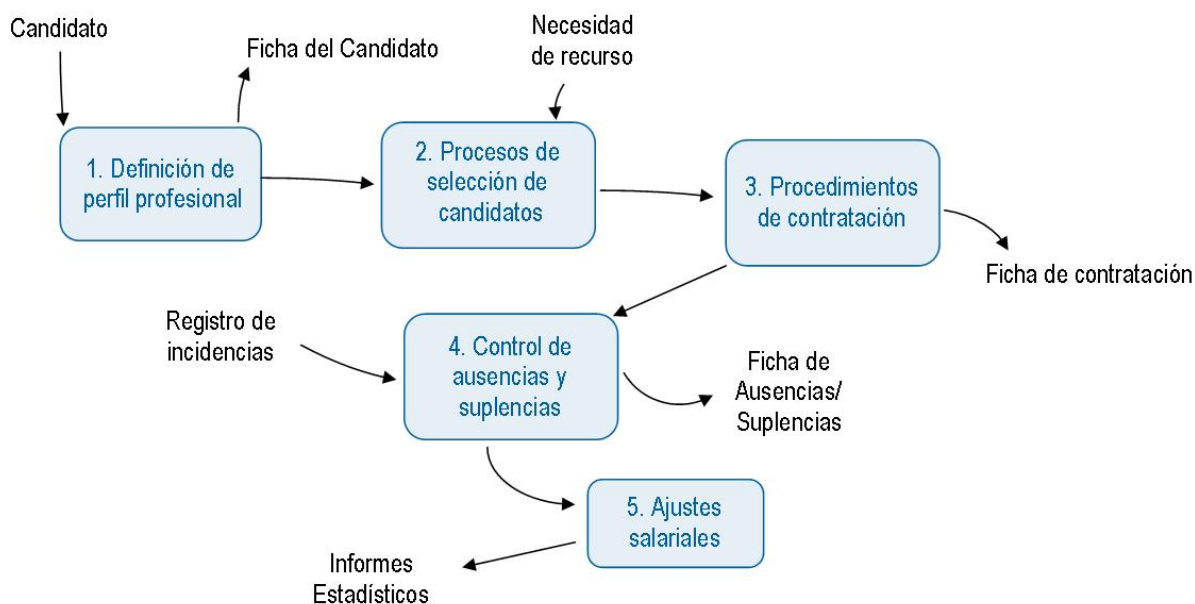 Candidato
Ficha del Candidato
Necesidad
de recurso
1. Definición de
perfil profesional
2. Procesos de
selección de
candidatos
3. Procedimientos
de contratación
Ficha de contratación
Registro de
incidencias
4. Control de
ausencias y
suplencias
Ficha de
Ausencias/
Suplencias
5. Ajustes
salariales
Informes
Estadísticos